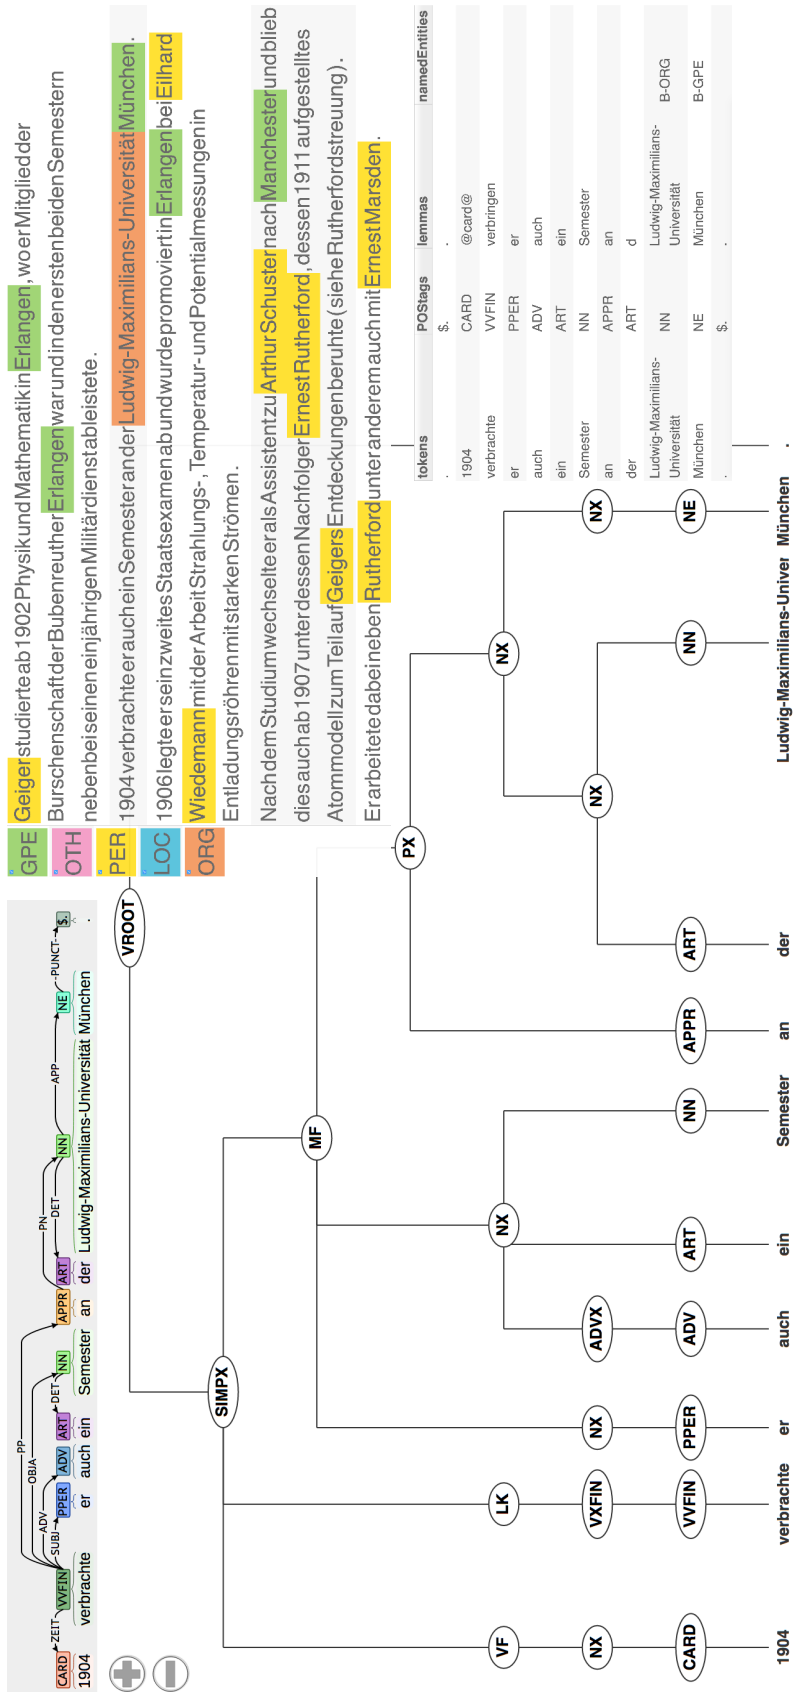 ZEIT
SUBJ
ADV
OBJA
PP
DET
PN
DET
APP
PUNCT
CARD VVFIN PPER ADV ART NN APPR ART NN NE $.
1904 verbrachte er auch ein Semester an der Ludwig-Maximilians-Universität München .
GPE
OTH
PER
LOC
ORG
Geiger studierte ab 1902 Physik und Mathematik in Erlangen , wo er Mitglied der
Burschenschaft der Bubenreuther Erlangen war und in den ersten beiden Semestern
nebenbei seinen einjährigen Militärdienst ableistete .
1904 verbrachte er auch ein Semester an der Ludwig-Maximilians-Universität München .
1906 legte er sein zweites Staatsexamen ab und wurde promoviert in Erlangen bei Eilhard
Wiedemann mit der Arbeit Strahlungs- , Temperatur- und Potentialmessungen in
Entladungsröhren mit starken Strömen .
Nach dem Studium wechselte er als Assistent zu Arthur Schuster nach Manchester und blieb
dies auch ab 1907 unter dessen Nachfolger Ernest Rutherford , dessen 1911 aufgestelltes
Atommodell zum Teil auf Geigers Entdeckungen beruhte ( siehe Rutherfordstreuung ) .
Er arbeitete dabei neben Rutherford unter anderem auch mit Ernest Marsden .
tokens POStags lemmas namedEntities
. $. .
1904 CARD @card@
verbrachte VVFIN verbringen
er PPER er
auch ADV auch
ein ART ein
Semester NN Semester
an APPR an
der ART d
Ludwig-Maximilians-Universität NN Ludwig-Maximilians-Universität B-ORG
München NE München B-GPE
. $. .
VROOT
SIMPX
MF
PX
VF LK NX NX
NX VXFIN NX ADVX NX NX
CARD VVFIN PPER ADV ART NN APPR ART NN NE
1904 verbrachte er auch ein Semester an der Ludwig-Maximilians-Univer München .